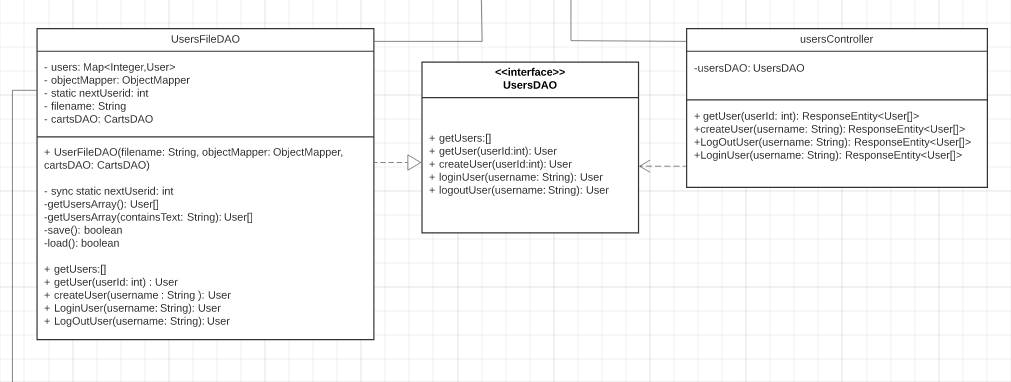 UsersFileDAO
- users: Map<Integer,User>
- objectMapper: ObjectMapper
- static nextUserid: int
- filename: String
- cartsDAO: CartsDAO
+ UserFileDAO(filename: String, objectMapper: ObjectMapper,
cartsDAO: CartsDAO)
- sync static nextUserid: int
-getUsersArray(): User[]
-getUsersArray(containsText: String): User[]
-save(): boolean
-load(): boolean
+ getUsers:[]
+ getUser(userId: int) : User
+ createUser(username : String ): User
+ LoginUser(username: String): User
+ LogOutUser(username: String): User
<<interface>>
UsersDAO
+ getUsers:[]
+ getUser(userId:int): User
+ createUser(userId:int): User
+ loginUser(username: String): User
+ logoutUser(username: String): User
usersController
-usersDAO: UsersDAO
+ getUser(userId: int): ResponseEntity<User[]>
+createUser(username: String): ResponseEntity<User[]>
+LogOutUser(username: String): ResponseEntity<User[]>
+LoginUser(username: String): ResponseEntity<User[]>